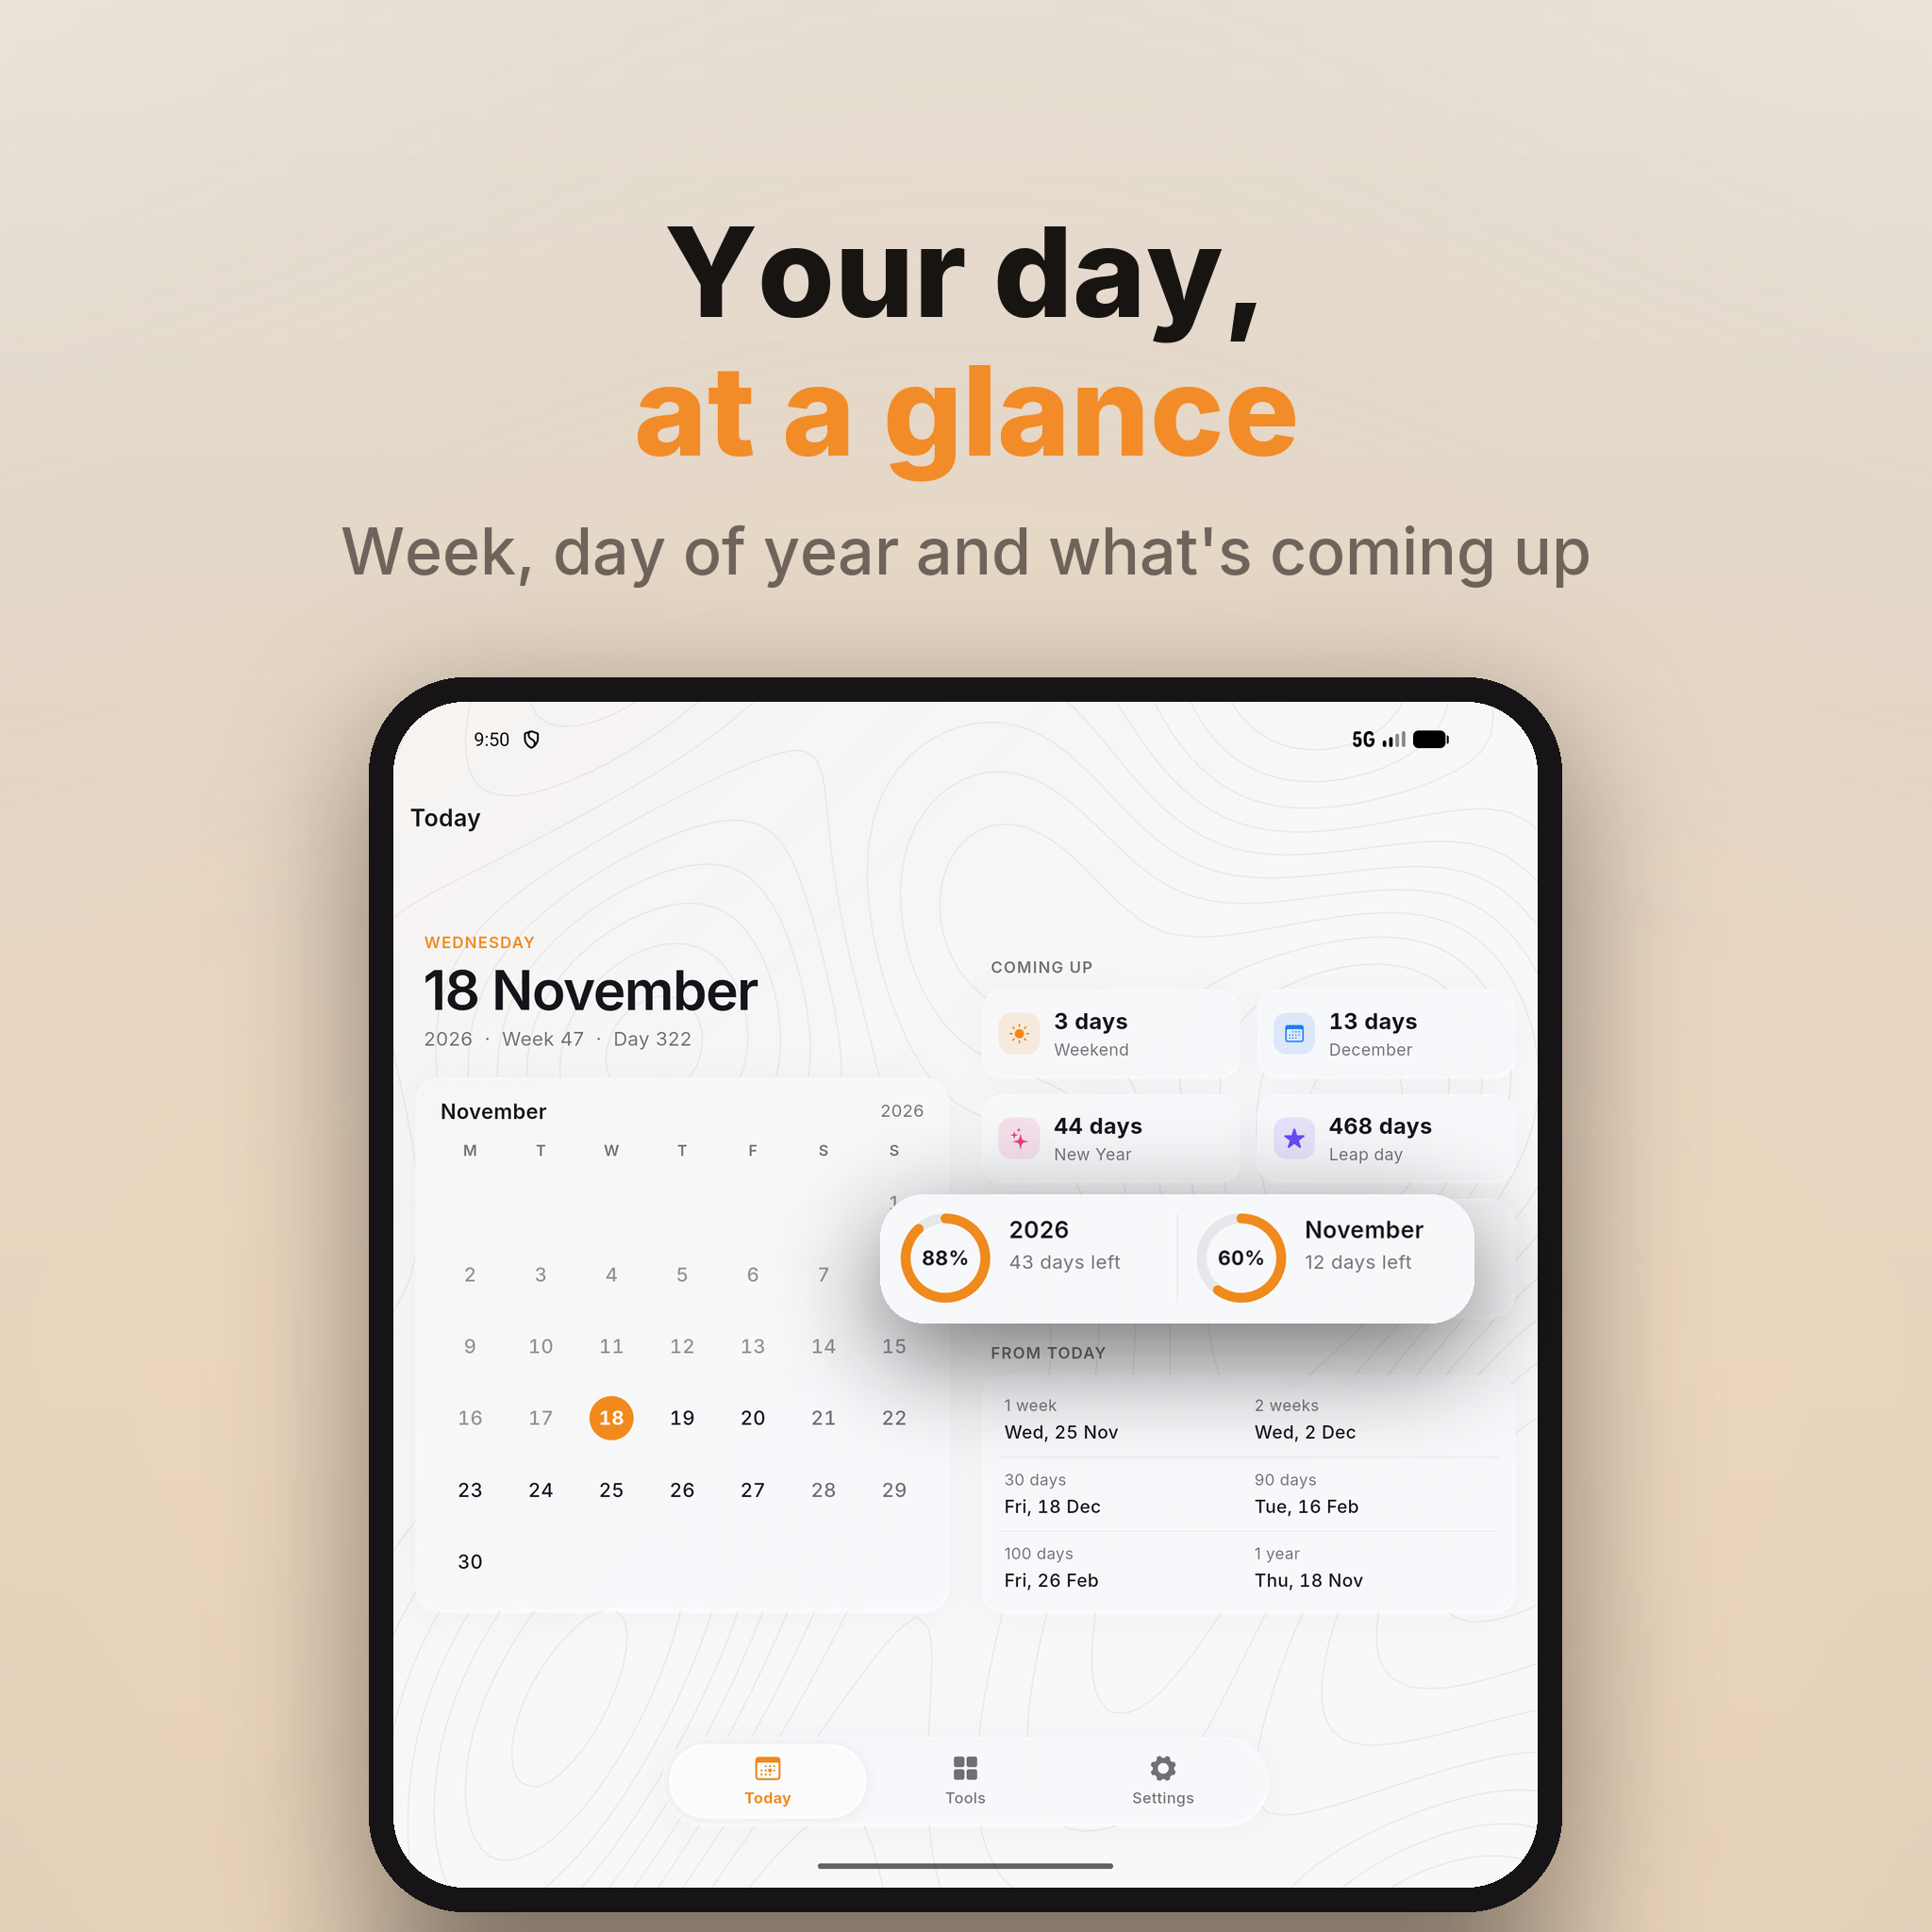 Your day,
at a glance
Week, day of year and what's coming up
9:50
5G
Today
WEDNESDAY
18 November
2026 · Week 47 · Day 322
November 2026
M T W T F S S
1
2 3 4 5 6 7
9 10 11 12 13 14 15
16 17 18 19 20 21 22
23 24 25 26 27 28 29
30
COMING UP
3 days
Weekend
13 days
December
44 days
New Year
468 days
Leap day
88%
2026
43 days left
60%
November
12 days left
FROM TODAY
1 week
Wed, 25 Nov
2 weeks
Wed, 2 Dec
30 days
Fri, 18 Dec
90 days
Tue, 16 Feb
100 days
Fri, 26 Feb
1 year
Thu, 18 Nov
Today
Tools
Settings